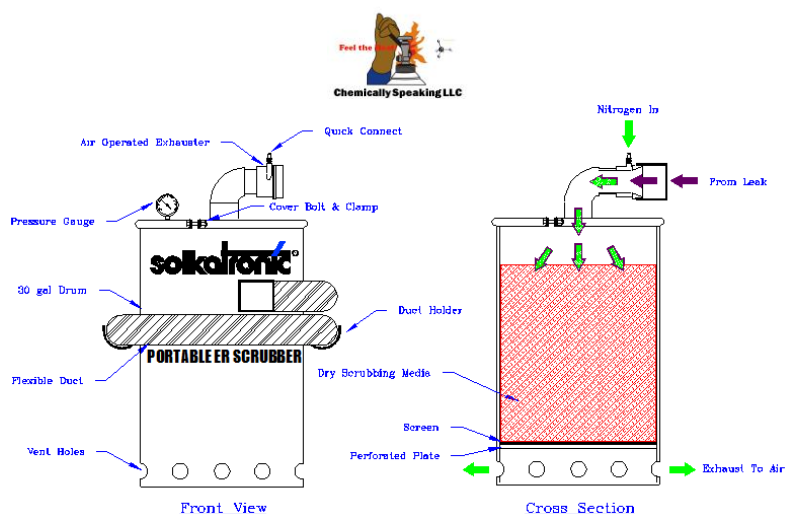 Feel the Heat
Chemically Speaking LLC
Nitrogen In
Quick Connect
Air Operated Exhauster
From Leak
Pressure Gauge
Cover Bolt & Clamp
solkatronic®
30 gal Drum
Duct Holder
PORTABLE ER SCRUBBER
Flexible Duct
Dry Scrubbing Media
Screen
Vent Holes
Perforated Plate
Exhaust To Air
Front View
Cross Section